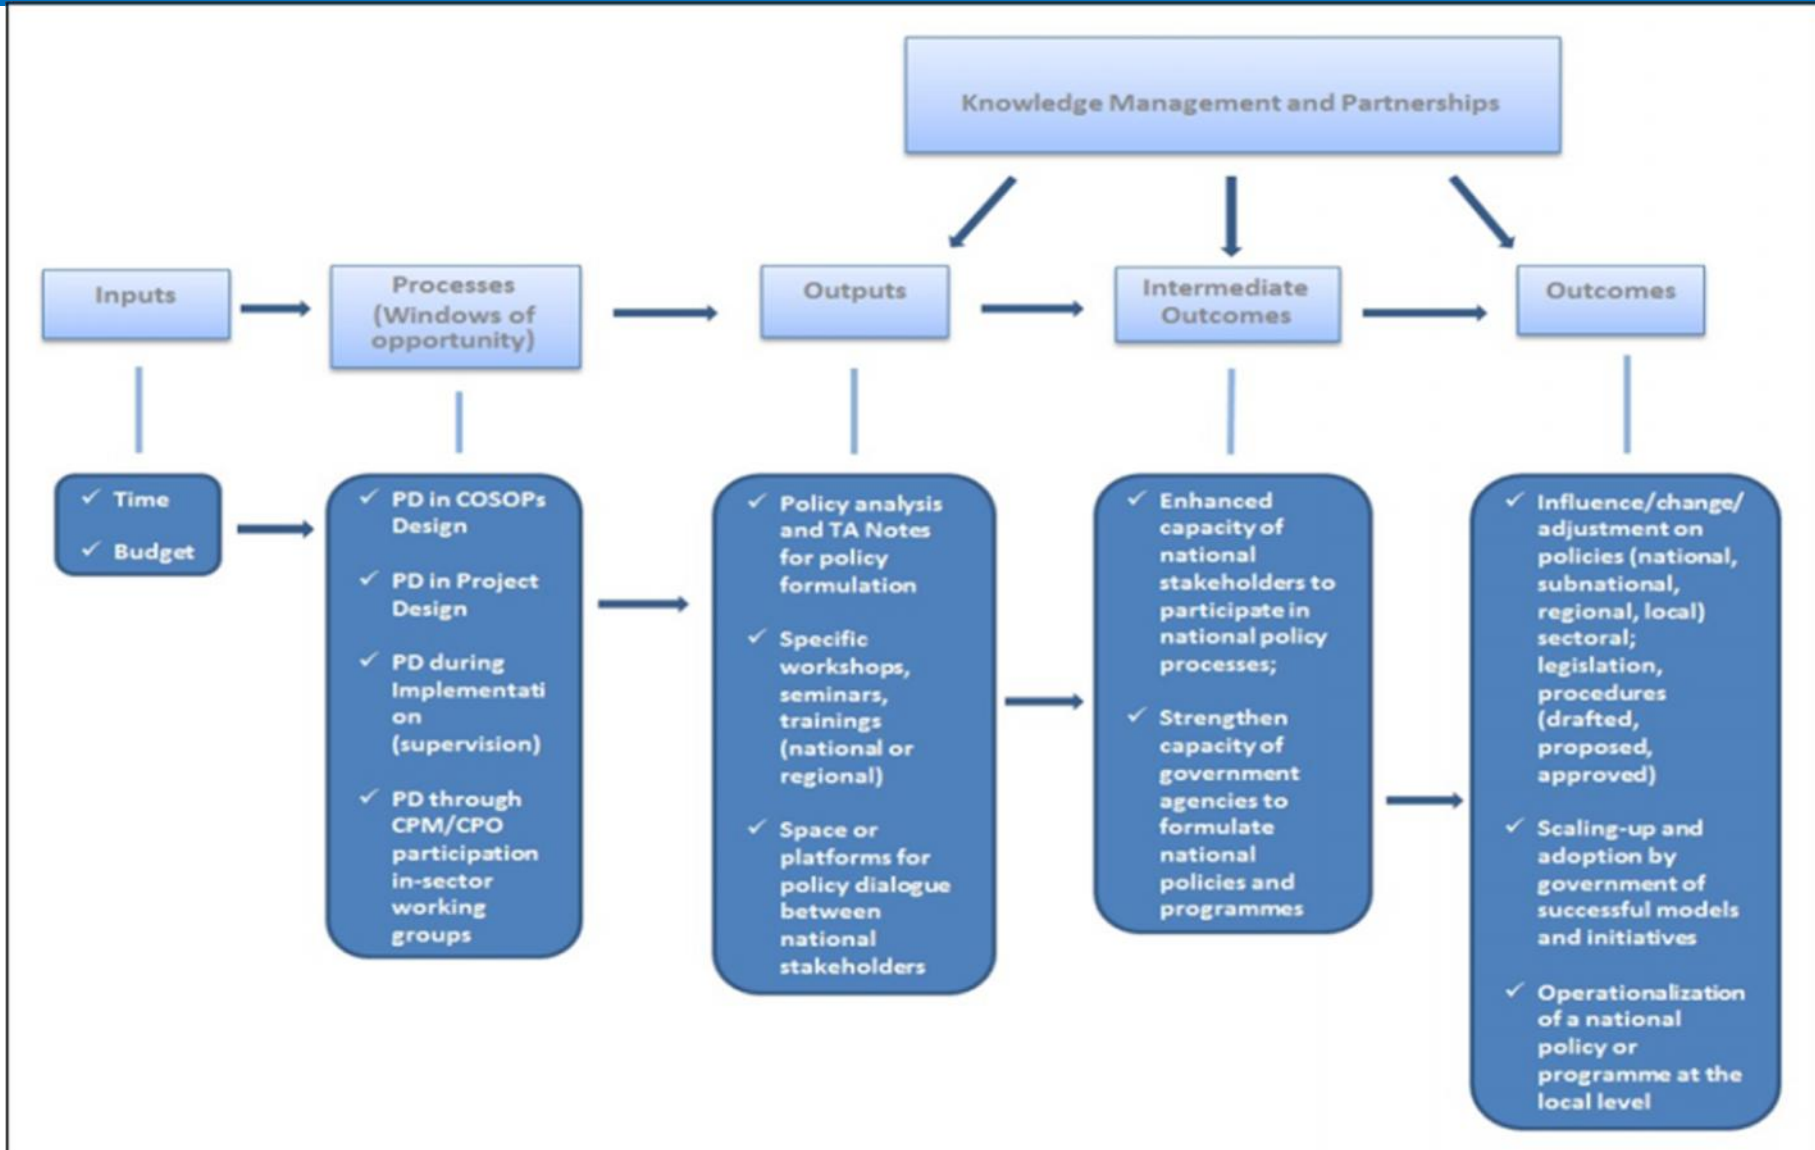 Knowledge Management and Partnerships
Inputs
Processes
(Windows of
opportunity)
Outputs
Intermediate
Outcomes
Outcomes
✓ Time
✓ Budget
✓ PD in COSOPs
Design
✓ PD in Project
Design
✓ PD during
Implementati
on
(supervision)
✓ PD through
CPM/CPO
participation
in-sector
working
groups
✓ Policy analysis
and TA Notes
for policy
formulation
✓ Specific
workshops,
seminars,
trainings
(national or
regional)
✓ Space or
platforms for
policy dialogue
between
national
stakeholders
✓ Enhanced
capacity of
national
stakeholders to
participate in
national policy
processes;
✓ Strengthen
capacity of
government
agencies to
formulate
national
policies and
programmes
✓ Influence/change/
adjustment on
policies (national,
subnational,
regional, local)
sectoral;
legislation,
procedures
(drafted,
proposed,
approved)
✓ Scaling-up and
adoption by
government of
successful models
and initiatives
✓ Operationalization
of a national
policy or
programme at the
local level